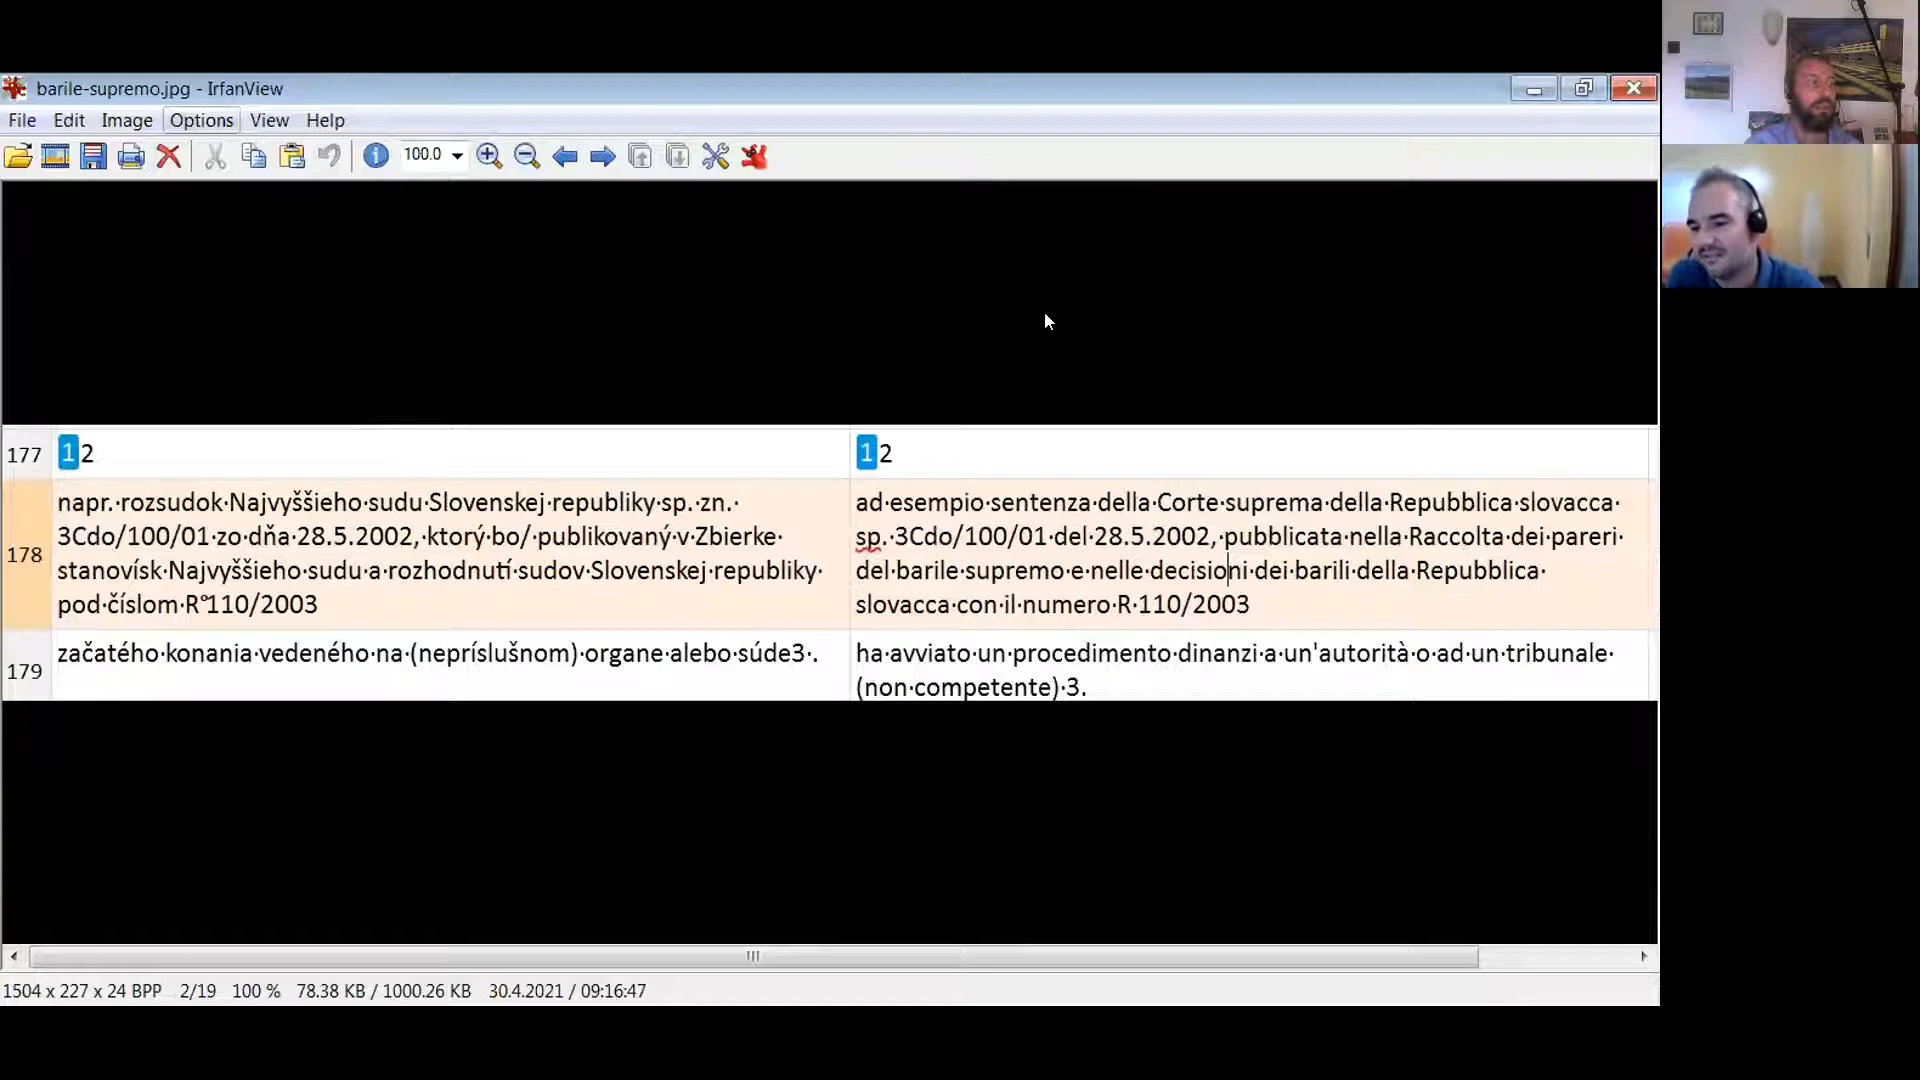 barile-supremo.jpg - IrfanView
File Edit Image Options View Help
100.0
177 1 2 1 2
178
napr. rozsudok Najvyššieho sudu Slovenskej republiky sp. zn.
3Cdo/100/01 zo dňa 28.5.2002, ktorý bo/ publikovaný v Zbierke
stanovísk Najvyššieho sudu a rozhodnutí sudov Slovenskej republiky
pod číslom R°110/2003
ad esempio sentenza della Corte suprema della Repubblica slovacca
sp. 3Cdo/100/01 del 28.5.2002, pubblicata nella Raccolta dei pareri
del barile supremo e nelle decisioni dei barili della Repubblica
slovacca con il numero R 110/2003
179
začatého konania vedeného na (nepríslušnom) organe alebo súde3 .
ha avviato un procedimento dinanzi a un'autorità o ad un tribunale
(non competente) 3.
1504 x 227 x 24 BPP 2/19 100 % 78.38 KB / 1000.26 KB 30.4.2021 / 09:16:47